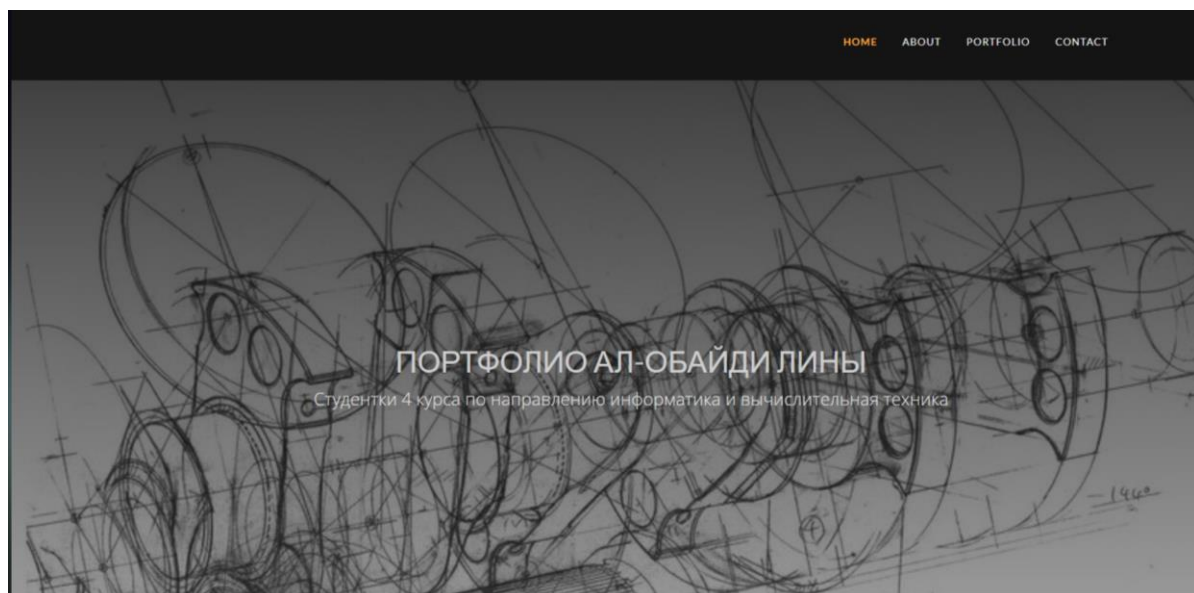 HOME ABOUT PORTFOLIO CONTACT
ПОРТФОЛИО АЛ-ОБАЙДИ ЛИНЫ
Студентки 4 курса по направлению информатика и вычислительная техника